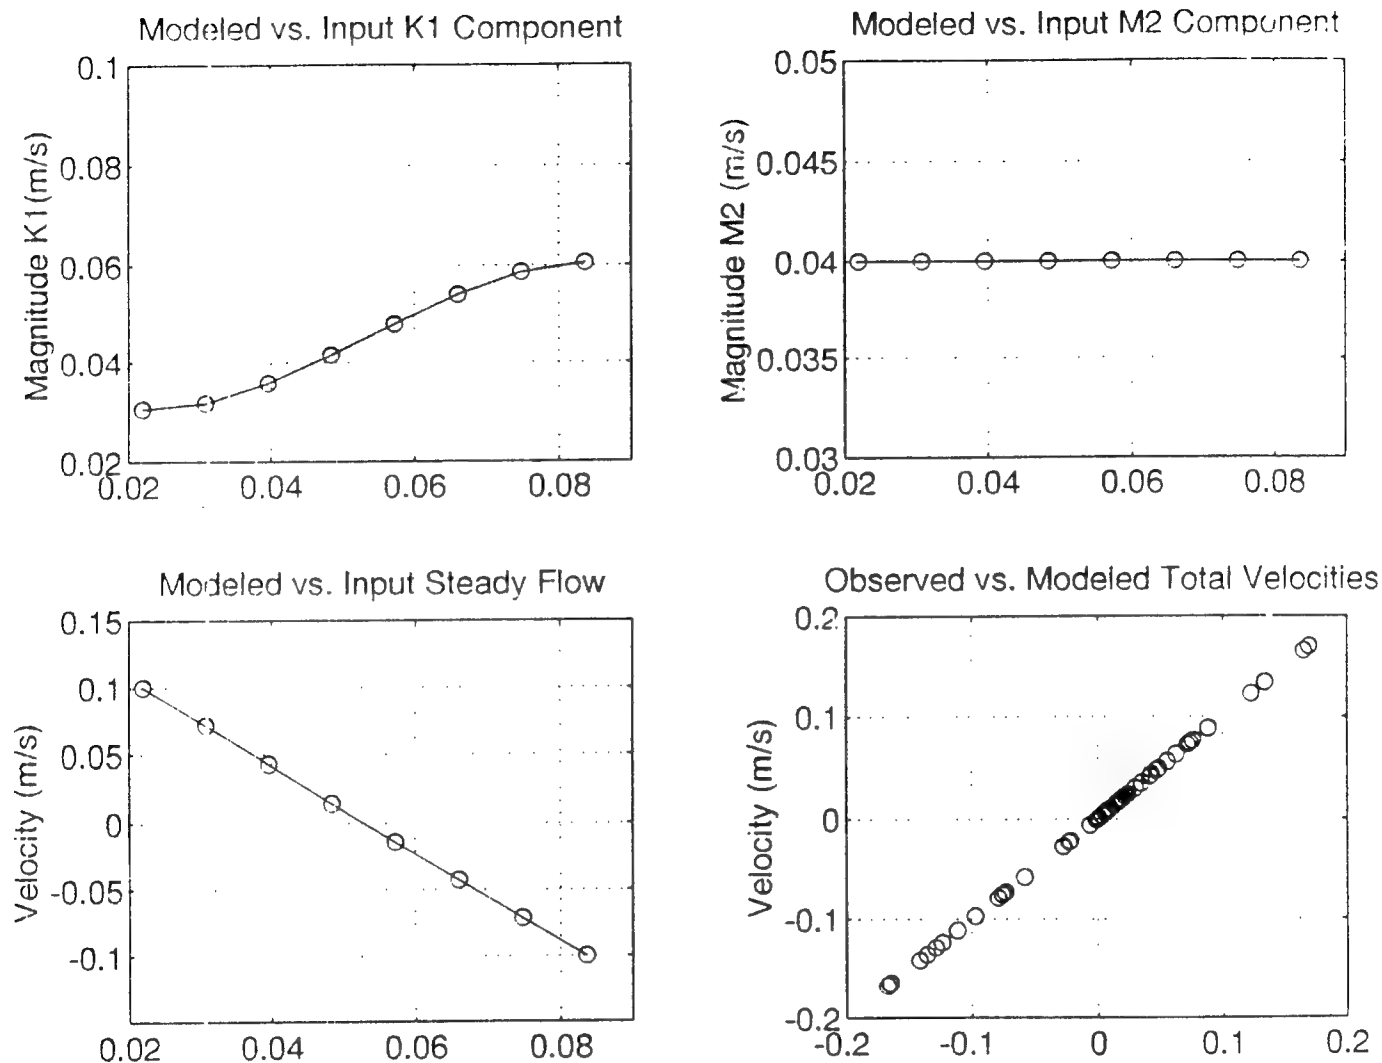 Modeled vs. Input K1 Component
Magnitude K1(m/s)
0.1
0.08
0.06
0.04
0.02
0.02 0.04 0.06 0.08
Modeled vs. Input M2 Component
Magnitude M2 (m/s)
0.05
0.045
0.04
0.035
0.03
0.02 0.04 0.06 0.08
Modeled vs. Input Steady Flow
Velocity (m/s)
0.15
0.1
0.05
0
-0.05
-0.1
0.02 0.04 0.06 0.08
Observed vs. Modeled Total Velocities
Velocity (m/s)
0.2
0.1
0
-0.1
-0.2
-0.2 -0.1 0 0.1 0.2